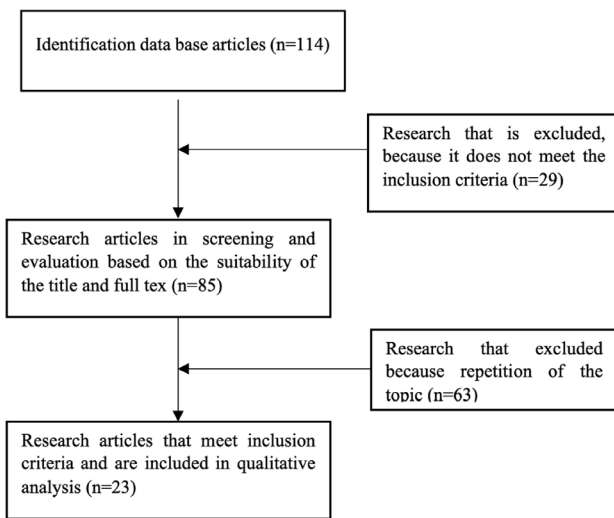 Identification data base articles (n=114)
Research that is excluded,
because it does not meet the
inclusion criteria (n=29)
Research articles in screening and
evaluation based on the suitability of
the title and full tex (n=85)
Research that excluded
because repetition of the
topic (n=63)
Research articles that meet inclusion
criteria and are included in qualitative
analysis (n=23)